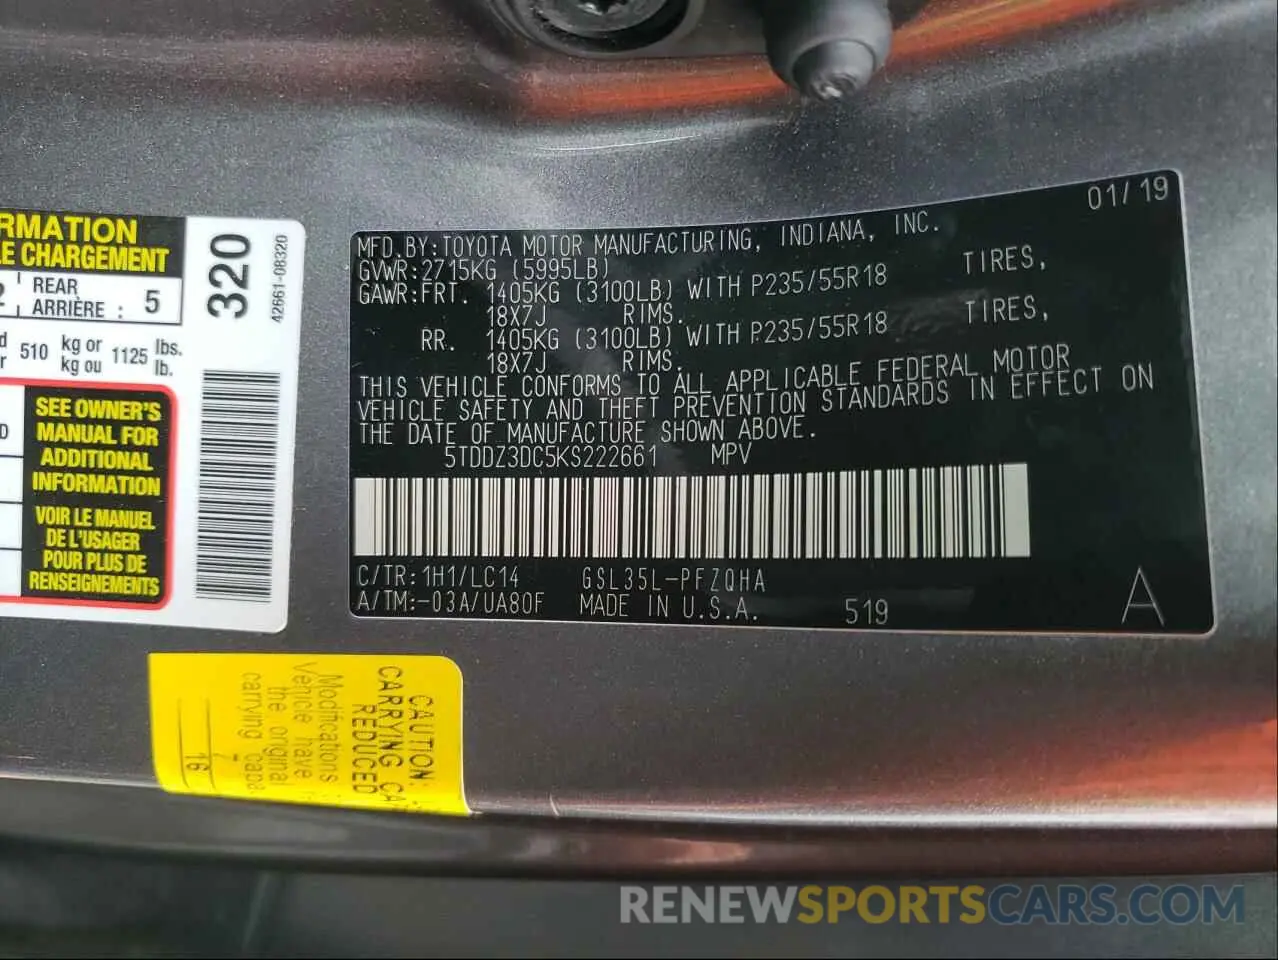 RMATION
LE CHARGEMENT
2 REAR
ARRIÈRE : 5
510 kg or
kg ou 1125 lbs.
lb.
SEE OWNER'S
MANUAL FOR
ADDITIONAL
INFORMATION
VOIR LE MANUEL
DE L'USAGER
POUR PLUS DE
RENSEIGNEMENTS
320
42661-08320
01/19
MFD.BY:TOYOTA MOTOR MANUFACTURING, INDIANA, INC.
GVWR:2715KG (5995LB)
GAWR:FRT. 1405KG (3100LB) WITH P235/55R18 TIRES,
18X7J RIMS.
RR. 1405KG (3100LB) WITH P235/55R18 TIRES,
18X7J RIMS.
THIS VEHICLE CONFORMS TO ALL APPLICABLE FEDERAL MOTOR
VEHICLE SAFETY AND THEFT PREVENTION STANDARDS IN EFFECT ON
THE DATE OF MANUFACTURE SHOWN ABOVE.
5TDDZ3DC5KS222661 MPV
C/TR:1H1/LC14 GSL35L-PFZQHA
A/TM:-03A/UA80F MADE IN U.S.A. 519 A
CAUTION:
CARRYING CA
REDUCED
Modifications
vehicle have
the original
carrying capa
16
RENEWSPORTSCARS.COM